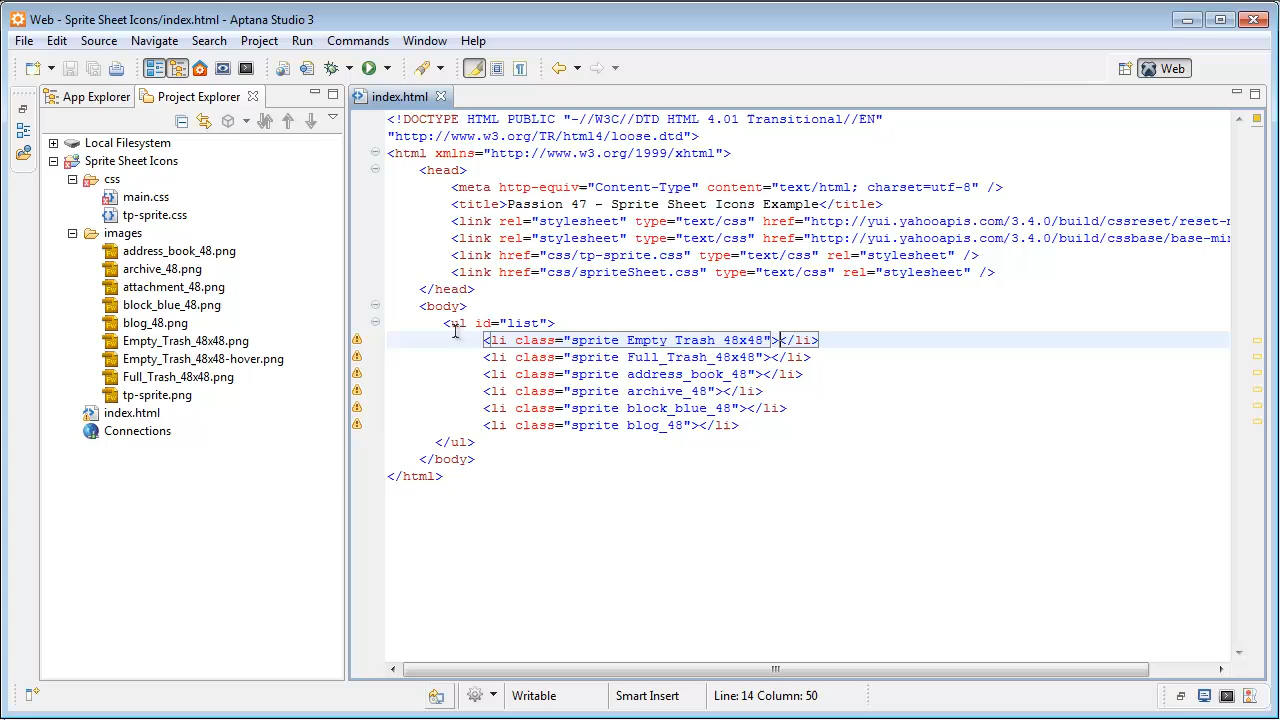 Web - Sprite Sheet Icons/index.html - Aptana Studio 3
File Edit Source Navigate Search Project Run Commands Window Help
Web
App Explorer Project Explorer
Local Filesystem
Sprite Sheet Icons
css
main.css
tp-sprite.css
images
address_book_48.png
archive_48.png
attachment_48.png
block_blue_48.png
blog_48.png
Empty_Trash_48x48.png
Empty_Trash_48x48-hover.png
Full_Trash_48x48.png
tp-sprite.png
index.html
Connections
index.html
<!DOCTYPE HTML PUBLIC "-//W3C//DTD HTML 4.01 Transitional//EN"
"http://www.w3.org/TR/html4/loose.dtd">
<html xmlns="http://www.w3.org/1999/xhtml">
<head>
<meta http-equiv="Content-Type" content="text/html; charset=utf-8" />
<title>Passion 47 - Sprite Sheet Icons Example</title>
<link rel="stylesheet" type="text/css" href="http://yui.yahooapis.com/3.4.0/build/cssreset/reset-m
<link rel="stylesheet" type="text/css" href="http://yui.yahooapis.com/3.4.0/build/cssbase/base-min
<link href="css/tp-sprite.css" type="text/css" rel="stylesheet" />
<link href="css/spriteSheet.css" type="text/css" rel="stylesheet" />
</head>
<body>
<ul id="list">
<li class="sprite Empty_Trash_48x48"></li>
<li class="sprite Full_Trash_48x48"></li>
<li class="sprite address_book_48"></li>
<li class="sprite archive_48"></li>
<li class="sprite block_blue_48"></li>
<li class="sprite blog_48"></li>
</ul>
</body>
</html>
Writable Smart Insert Line: 14 Column: 50